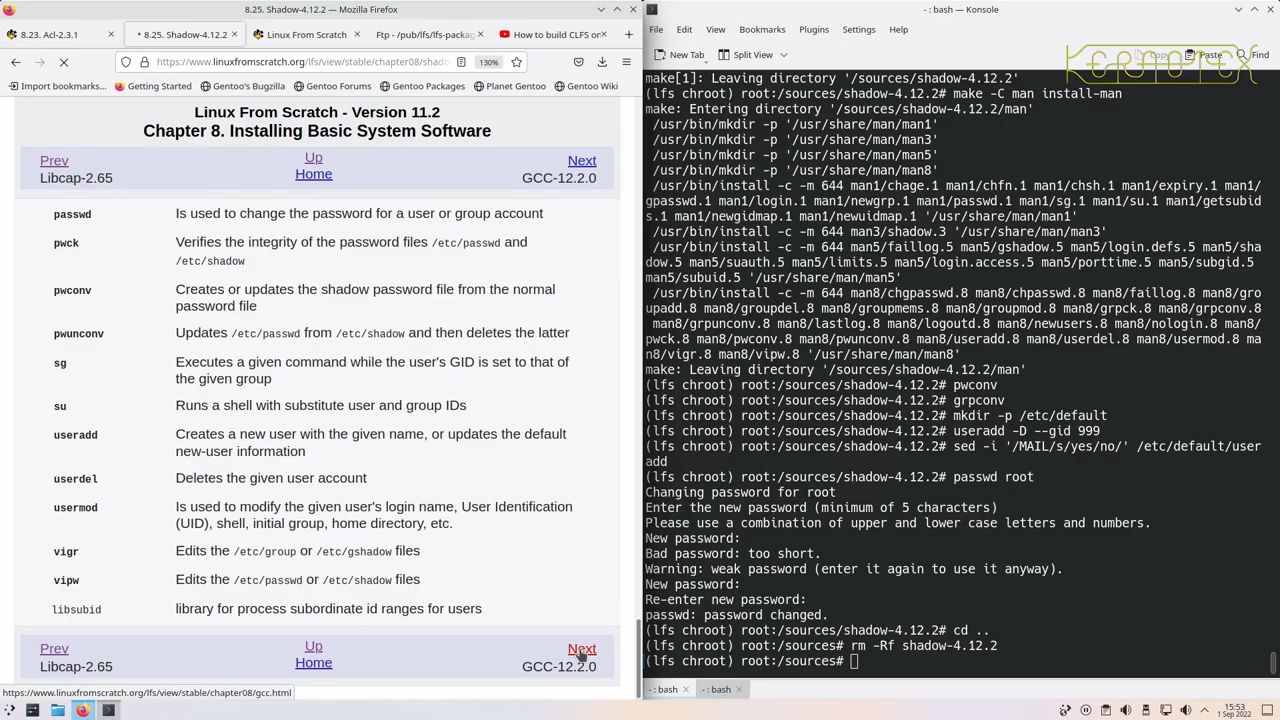 8.25. Shadow-4.12.2 — Mozilla Firefox
8.23. Acl-2.3.1
* 8.25. Shadow-4.12.2
Linux From Scratch
Ftp - /pub/lfs/lfs-packag
How to build CLFS on
https://www.linuxfromscratch.org/lfs/view/stable/chapter08/shado
Import bookmarks...
Getting Started
Gentoo's Bugzilla
Gentoo Forums
Gentoo Packages
Planet Gentoo
Gentoo Wiki
Linux From Scratch - Version 11.2
Chapter 8. Installing Basic System Software
Prev
Up
Next
Libcap-2.65
Home
GCC-12.2.0
passwd Is used to change the password for a user or group account
pwck Verifies the integrity of the password files /etc/passwd and
/etc/shadow
pwconv Creates or updates the shadow password file from the normal
password file
pwunconv Updates /etc/passwd from /etc/shadow and then deletes the latter
sg Executes a given command while the user's GID is set to that of
the given group
su Runs a shell with substitute user and group IDs
useradd Creates a new user with the given name, or updates the default
new-user information
userdel Deletes the given user account
usermod Is used to modify the given user's login name, User Identification
(UID), shell, initial group, home directory, etc.
vigr Edits the /etc/group or /etc/gshadow files
vipw Edits the /etc/passwd or /etc/shadow files
libsubid library for process subordinate id ranges for users
Prev
Up
Next
Libcap-2.65
Home
GCC-12.2.0
https://www.linuxfromscratch.org/lfs/view/stable/chapter08/gcc.html
- : bash — Konsole
File Edit View Bookmarks Plugins Settings Help
New Tab
Split View
Copy
Paste
Find
KERNOTEX
make[1]: Leaving directory '/sources/shadow-4.12.2'
(lfs chroot) root:/sources/shadow-4.12.2# make -C man install-man
make: Entering directory '/sources/shadow-4.12.2/man'
/usr/bin/mkdir -p '/usr/share/man/man1'
/usr/bin/mkdir -p '/usr/share/man/man3'
/usr/bin/mkdir -p '/usr/share/man/man5'
/usr/bin/mkdir -p '/usr/share/man/man8'
/usr/bin/install -c -m 644 man1/chage.1 man1/chfn.1 man1/chsh.1 man1/expiry.1 man1/
gpasswd.1 man1/login.1 man1/newgrp.1 man1/passwd.1 man1/sg.1 man1/su.1 man1/getsubid
s.1 man1/newgidmap.1 man1/newuidmap.1 '/usr/share/man/man1'
/usr/bin/install -c -m 644 man3/shadow.3 '/usr/share/man/man3'
/usr/bin/install -c -m 644 man5/faillog.5 man5/gshadow.5 man5/login.defs.5 man5/sha
dow.5 man5/suauth.5 man5/limits.5 man5/login.access.5 man5/porttime.5 man5/subgid.5
man5/subuid.5 '/usr/share/man/man5'
/usr/bin/install -c -m 644 man8/chgpasswd.8 man8/chpasswd.8 man8/faillog.8 man8/gro
upadd.8 man8/groupdel.8 man8/groupmems.8 man8/groupmod.8 man8/grpck.8 man8/grpconv.8
man8/grpunconv.8 man8/lastlog.8 man8/logoutd.8 man8/newusers.8 man8/nologin.8 man8/
pwck.8 man8/pwconv.8 man8/pwunconv.8 man8/useradd.8 man8/userdel.8 man8/usermod.8 ma
n8/vigr.8 man8/vipw.8 '/usr/share/man/man8'
make: Leaving directory '/sources/shadow-4.12.2/man'
(lfs chroot) root:/sources/shadow-4.12.2# pwconv
(lfs chroot) root:/sources/shadow-4.12.2# grpconv
(lfs chroot) root:/sources/shadow-4.12.2# mkdir -p /etc/default
(lfs chroot) root:/sources/shadow-4.12.2# useradd -D --gid 999
(lfs chroot) root:/sources/shadow-4.12.2# sed -i '/MAIL/s/yes/no/' /etc/default/user
add
(lfs chroot) root:/sources/shadow-4.12.2# passwd root
Changing password for root
Enter the new password (minimum of 5 characters)
Please use a combination of upper and lower case letters and numbers.
New password:
Bad password: too short.
Warning: weak password (enter it again to use it anyway).
New password:
Re-enter new password:
passwd: password changed.
(lfs chroot) root:/sources/shadow-4.12.2# cd ..
(lfs chroot) root:/sources# rm -Rf shadow-4.12.2
(lfs chroot) root:/sources#
- : bash
- : bash
15:53
1 Sep 2022